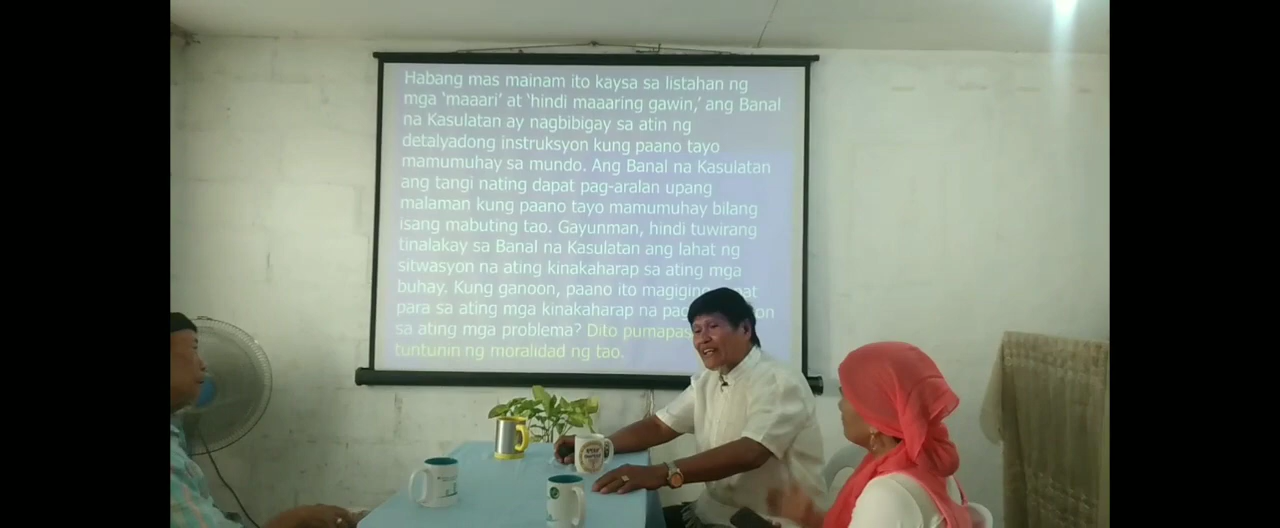 Habang mas mainam ito kaysa sa listahan ng
mga ‘maaari’ at ‘hindi maaaring gawin,’ ang Banal
na Kasulatan ay nagbibigay sa atin ng
detalyadong instruksyon kung paano tayo
mamumuhay sa mundo. Ang Banal na Kasulatan
ang tangi nating dapat pag-aralan upang
malaman kung paano tayo mamumuhay bilang
isang mabuting tao. Gayunman, hindi tuwirang
tinalakay sa Banal na Kasulatan ang lahat ng
sitwasyon na ating kinakaharap sa ating mga
buhay. Kung ganoon, paano ito magiging
para sa ating mga kinakaharap na
sa ating mga problema? Dito
tuntunin ng moralidad ng tao.